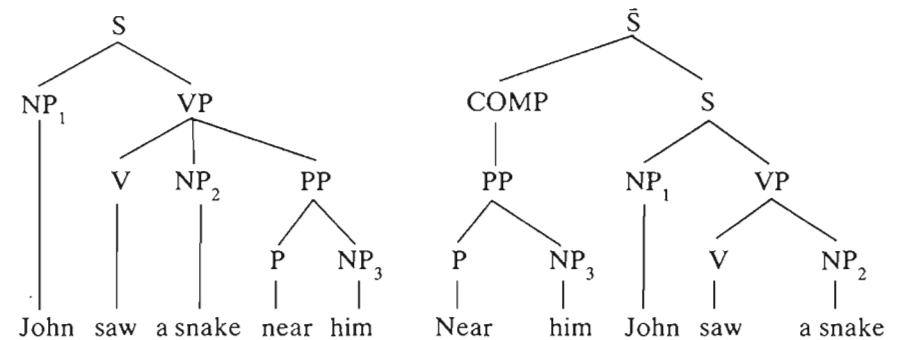 S S̄
NP₁ VP COMP S
V NP₂ PP PP NP₁ VP
P NP₃ P NP₃ V NP₂
John saw a snake near him Near him John saw a snake